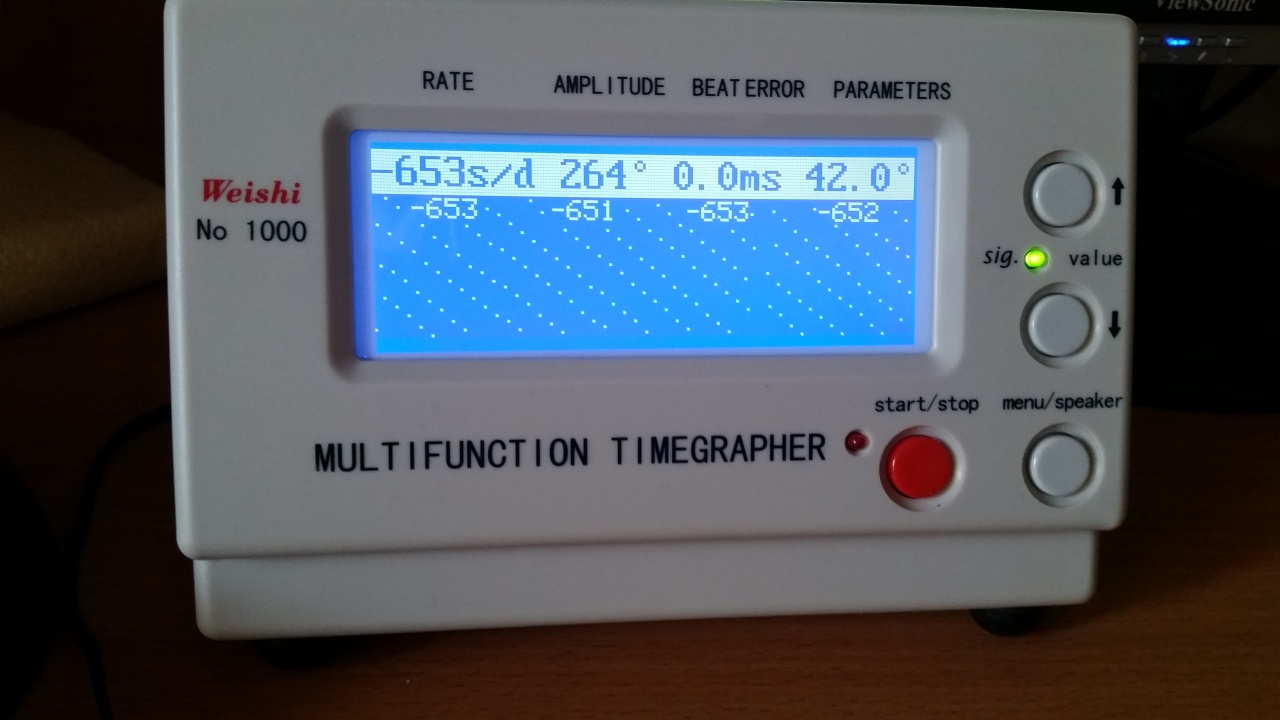 ViewSonic
RATE AMPLITUDE BEAT ERROR PARAMETERS
-653s/d 264° 0.0ms 42.0°
-653 -651 -653 -652
Weishi
No 1000
sig. value
start/stop menu/speaker
MULTIFUNCTION TIMEGRAPHER